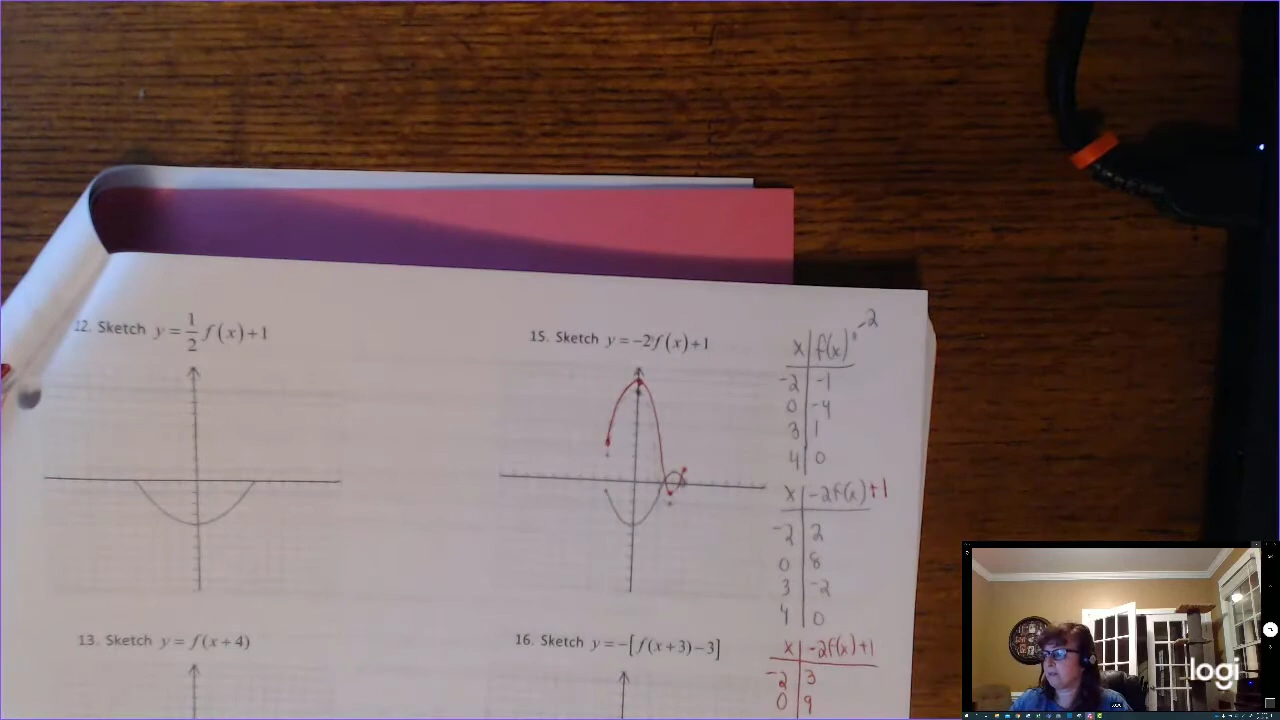 12. Sketch y = 1/2 f(x)+1
15. Sketch y = -2f(x)+1
x f(x) -2
-2 -1
0 -4
3 1
4 0
x -2f(x)+1
-2 2
0 8
3 -2
4 0
13. Sketch y = f(x+4)
16. Sketch y = -[f(x+3)-3]
x -2f(x)+1
-2 3
0 9
logi